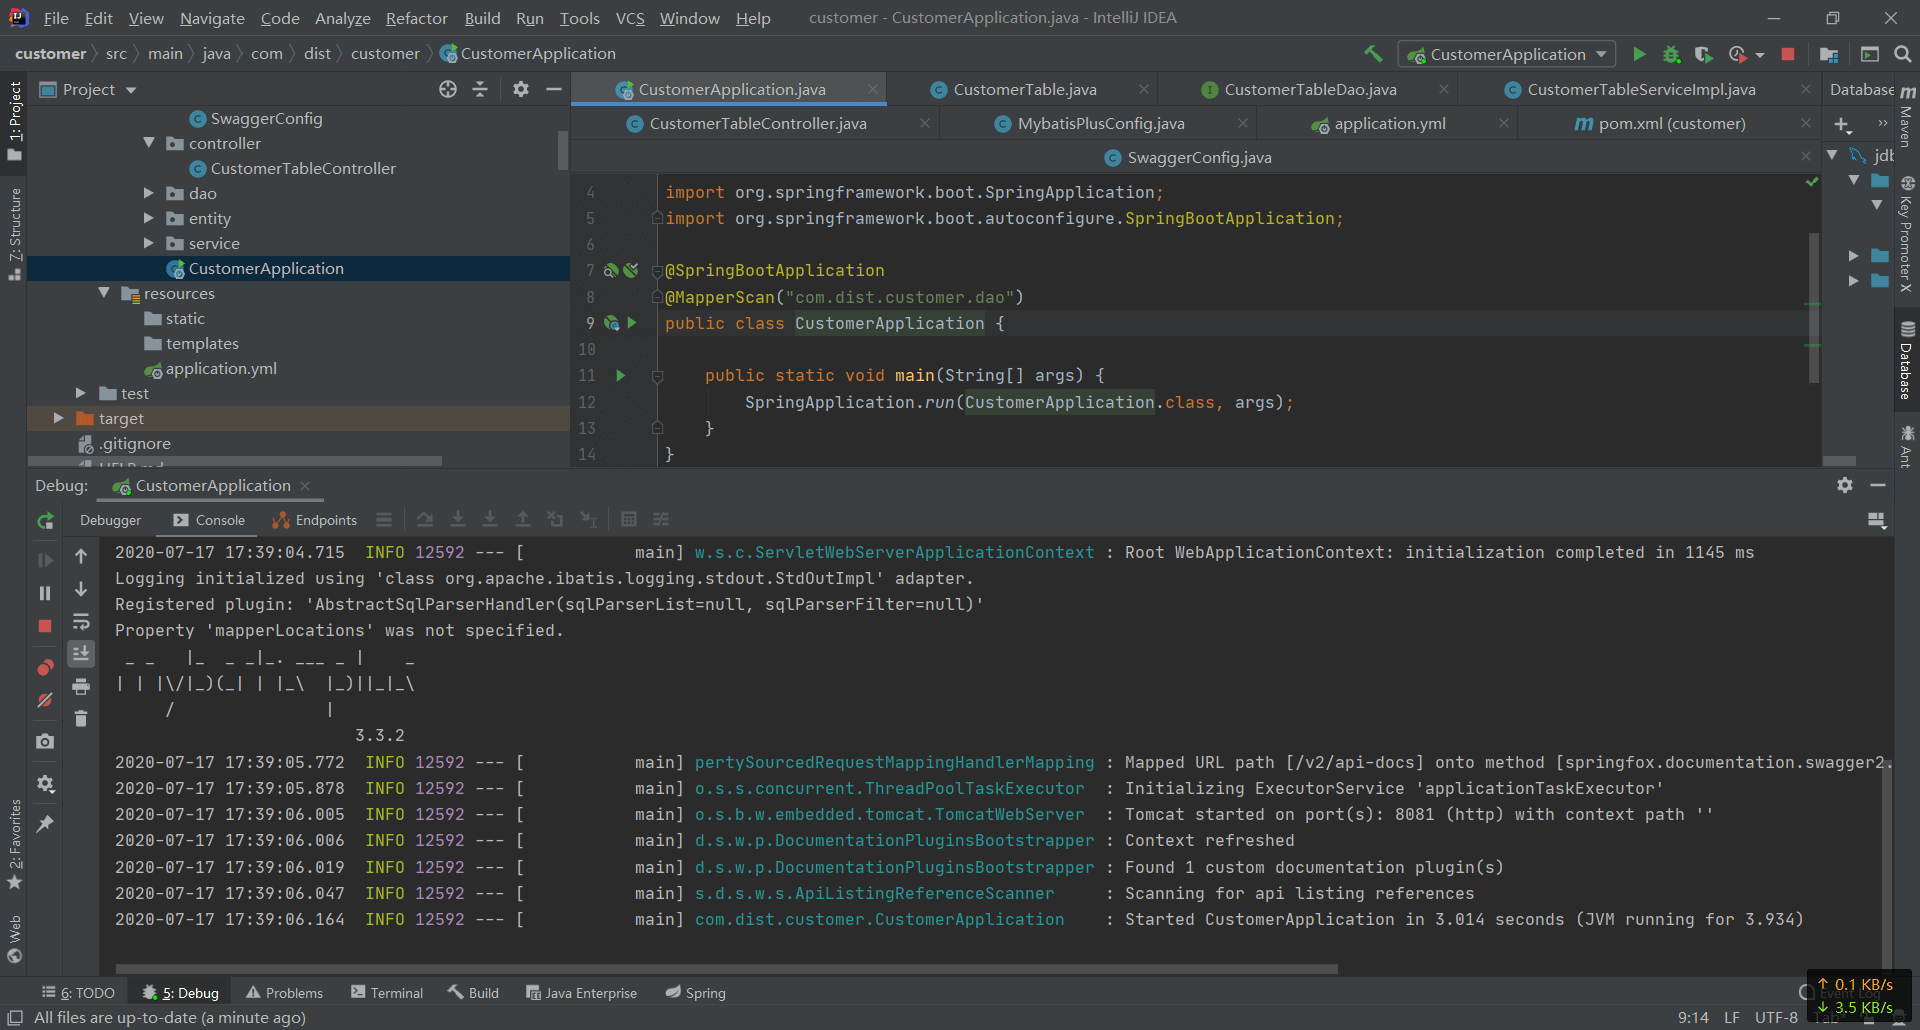 File Edit View Navigate Code Analyze Refactor Build Run Tools VCS Window Help customer - CustomerApplication.java - IntelliJ IDEA
customer src main java com dist customer CustomerApplication
CustomerApplication
1: Project
7: Structure
2: Favorites
Web
Project
SwaggerConfig
controller
CustomerTableController
dao
entity
service
CustomerApplication
resources
static
templates
application.yml
test
target
.gitignore
HELP.md
CustomerApplication.java CustomerTable.java CustomerTableDao.java CustomerTableServiceImpl.java
CustomerTableController.java MybatisPlusConfig.java application.yml pom.xml (customer)
SwaggerConfig.java
4 import org.springframework.boot.SpringApplication;
5 import org.springframework.boot.autoconfigure.SpringBootApplication;
6
7 @SpringBootApplication
8 @MapperScan("com.dist.customer.dao")
9 public class CustomerApplication {
10
11 public static void main(String[] args) {
12 SpringApplication.run(CustomerApplication.class, args);
13 }
14 }
Database
jdb
Maven
Key Promoter X
Database
Ant
Debug: CustomerApplication
Debugger Console Endpoints
2020-07-17 17:39:04.715  INFO 12592 --- [           main] w.s.c.ServletWebServerApplicationContext : Root WebApplicationContext: initialization completed in 1145 ms
Logging initialized using 'class org.apache.ibatis.logging.stdout.StdOutImpl' adapter.
Registered plugin: 'AbstractSqlParserHandler(sqlParserList=null, sqlParserFilter=null)'
Property 'mapperLocations' was not specified.
 _ _   |_  _ _|_. ___ _ |    _
| | |\/|_)(_| | |_\  |_)||_|_\
     /               |
                        3.3.2
2020-07-17 17:39:05.772  INFO 12592 --- [           main] pertySourcedRequestMappingHandlerMapping : Mapped URL path [/v2/api-docs] onto method [springfox.documentation.swagger2.
2020-07-17 17:39:05.878  INFO 12592 --- [           main] o.s.s.concurrent.ThreadPoolTaskExecutor  : Initializing ExecutorService 'applicationTaskExecutor'
2020-07-17 17:39:06.005  INFO 12592 --- [           main] o.s.b.w.embedded.tomcat.TomcatWebServer  : Tomcat started on port(s): 8081 (http) with context path ''
2020-07-17 17:39:06.006  INFO 12592 --- [           main] d.s.w.p.DocumentationPluginsBootstrapper : Context refreshed
2020-07-17 17:39:06.019  INFO 12592 --- [           main] d.s.w.p.DocumentationPluginsBootstrapper : Found 1 custom documentation plugin(s)
2020-07-17 17:39:06.047  INFO 12592 --- [           main] s.d.s.w.s.ApiListingReferenceScanner     : Scanning for api listing references
2020-07-17 17:39:06.164  INFO 12592 --- [           main] com.dist.customer.CustomerApplication    : Started CustomerApplication in 3.014 seconds (JVM running for 3.934)
6: TODO 5: Debug Problems Terminal Build Java Enterprise Spring Event Log
↑ 0.1 KB/s
↓ 3.5 KB/s
All files are up-to-date (a minute ago) 9:14 LF UTF-8 Tab*